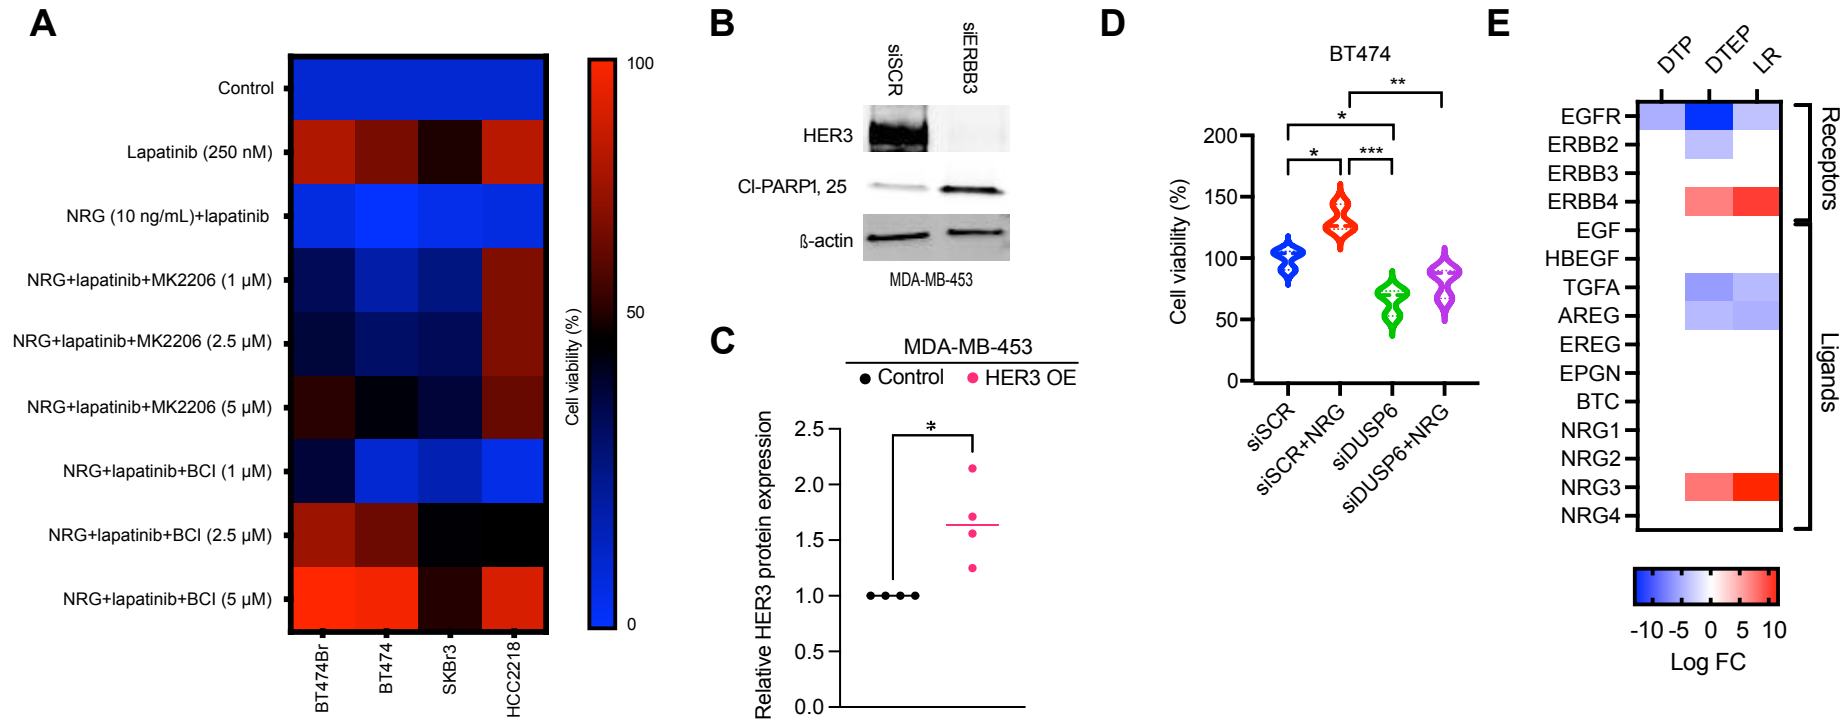 A
Control
Lapatinib (250 nM)
NRG (10 ng/mL)+lapatinib
NRG+lapatinib+MK2206 (1 µM)
NRG+lapatinib+MK2206 (2.5 µM)
NRG+lapatinib+MK2206 (5 µM)
NRG+lapatinib+BCI (1 µM)
NRG+lapatinib+BCI (2.5 µM)
NRG+lapatinib+BCI (5 µM)
BT474Br
BT474
SKBr3
HCC2218
100
50
0
Cell viability (%)
B
siSCR
siERBB3
HER3
Cl-PARP1, 25
ß-actin
MDA-MB-453
C
MDA-MB-453
Control
HER3 OE
Relative HER3 protein expression
2.5
2.0
1.5
1.0
0.5
0.0
*
D
BT474
**
*
* ***
Cell viability (%)
200
150
100
50
0
siSCR
siSCR+NRG
siDUSP6
siDUSP6+NRG
E
DTP
DTEP
LR
EGFR
ERBB2
ERBB3
ERBB4
EGF
HBEGF
TGFA
AREG
EREG
EPGN
BTC
NRG1
NRG2
NRG3
NRG4
Receptors
Ligands
-10 -5 0 5 10
Log FC